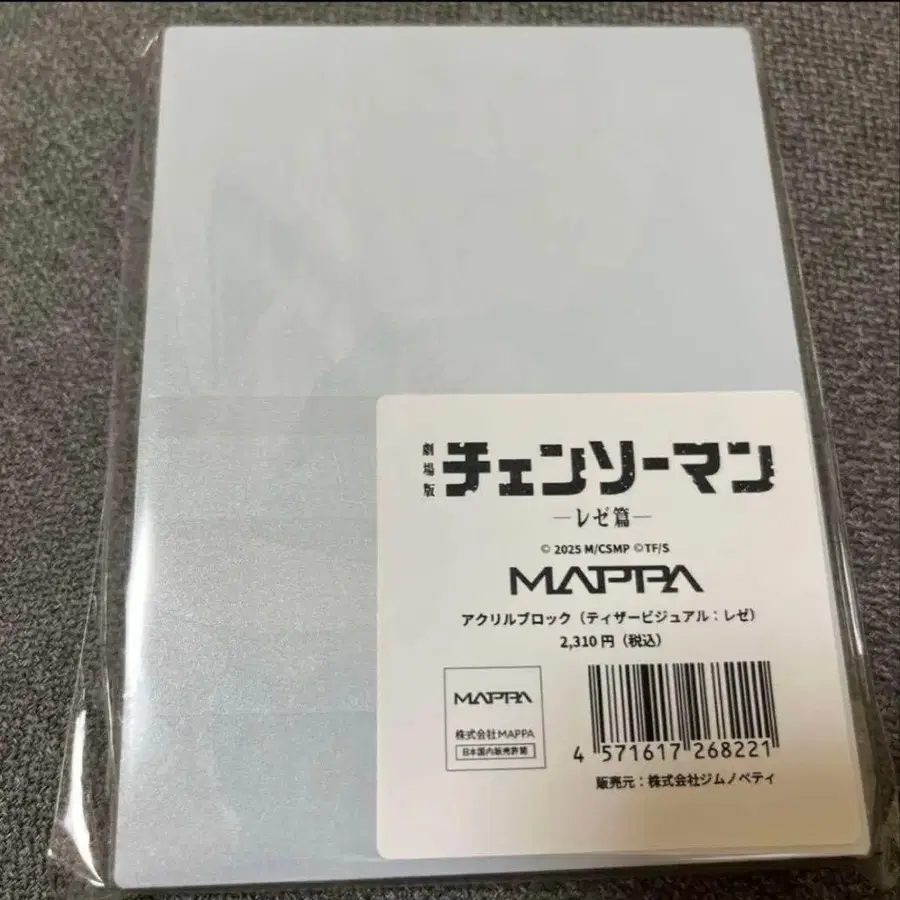 劇場版
チェンソーマン
―レゼ篇―
© 2025 M/CSMP ©TF/S
MAPPA
アクリルブロック（ティザービジュアル：レゼ）
2,310 円（税込）
MAPPA
株式会社MAPPA
日本国内販売許諾
4 571617 268221
販売元：株式会社ジムノペティ